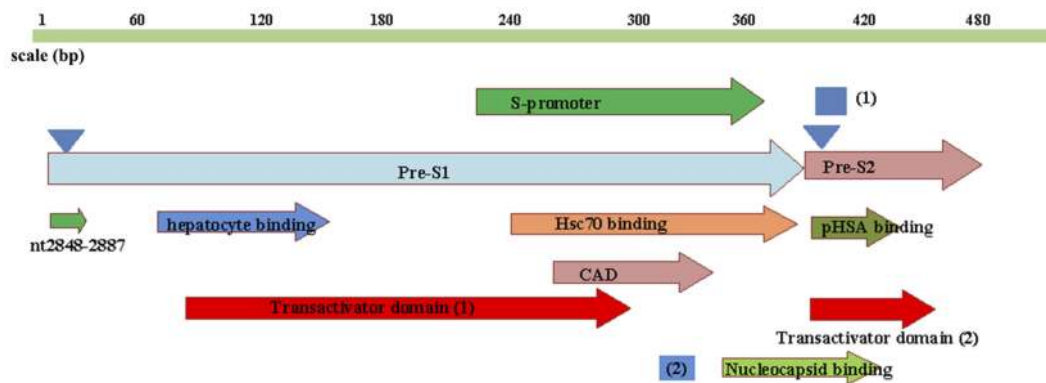 1 60 120 180 240 300 360 420 480
scale (bp)
S-promoter (1)
Pre-S1 Pre-S2
nt2848-2887 hepatocyte binding Hsc70 binding pHSA binding
CAD
Transactivator domain (1)
Transactivator domain (2)
(2) Nucleocapsid binding